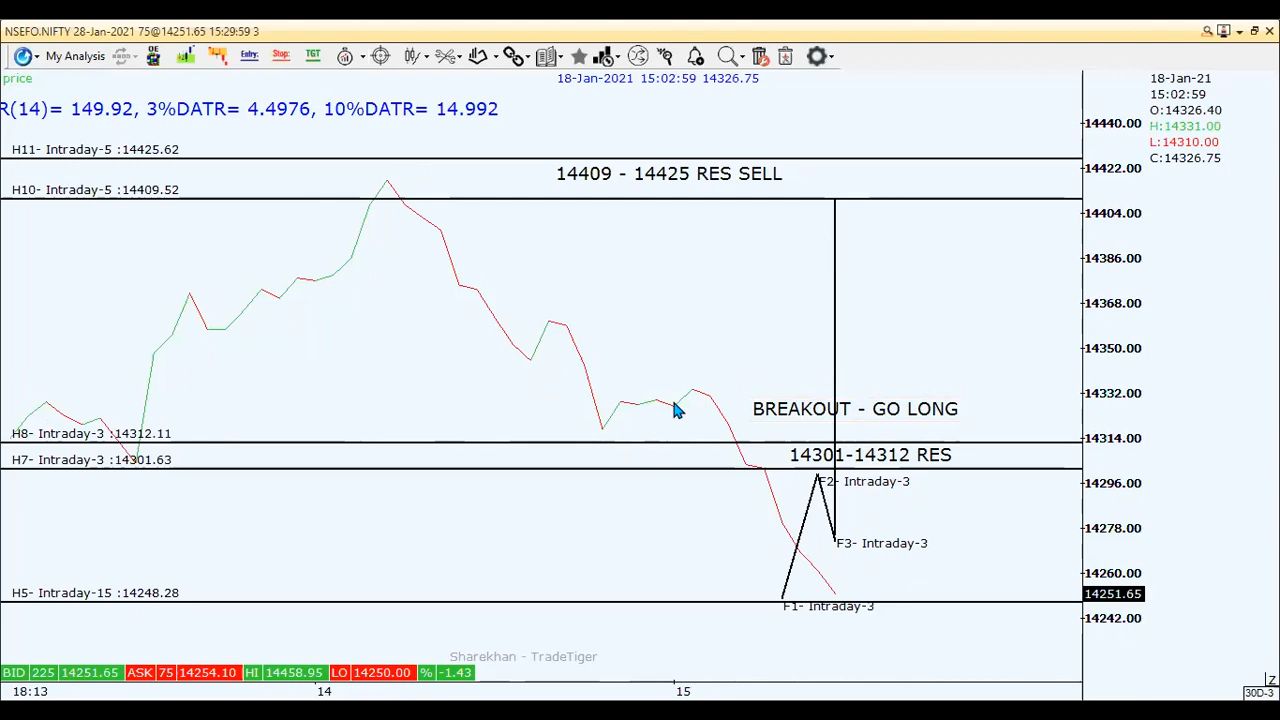 NSEFO.NIFTY 28-Jan-2021 75@14251.65 15:29:59 3
My Analysis
OE
Entry:
Stop:
TGT
price
18-Jan-2021 15:02:59 14326.75
18-Jan-21
15:02:59
O:14326.40
H:14331.00
L:14310.00
C:14326.75
R(14)= 149.92, 3%DATR= 4.4976, 10%DATR= 14.992
14440.00
H11- Intraday-5 :14425.62
14409 - 14425 RES SELL
14422.00
H10- Intraday-5 :14409.52
14404.00
14386.00
14368.00
14350.00
14332.00
BREAKOUT - GO LONG
H8- Intraday-3 :14312.11
14314.00
H7- Intraday-3 :14301.63
14301-14312 RES
F2- Intraday-3
14296.00
14278.00
F3- Intraday-3
14260.00
H5- Intraday-15 :14248.28
14251.65
F1- Intraday-3
14242.00
Sharekhan - TradeTiger
BID 225 14251.65 ASK 75 14254.10 HI 14458.95 LO 14250.00 % -1.43
18:13 14 15
Z
30D-3